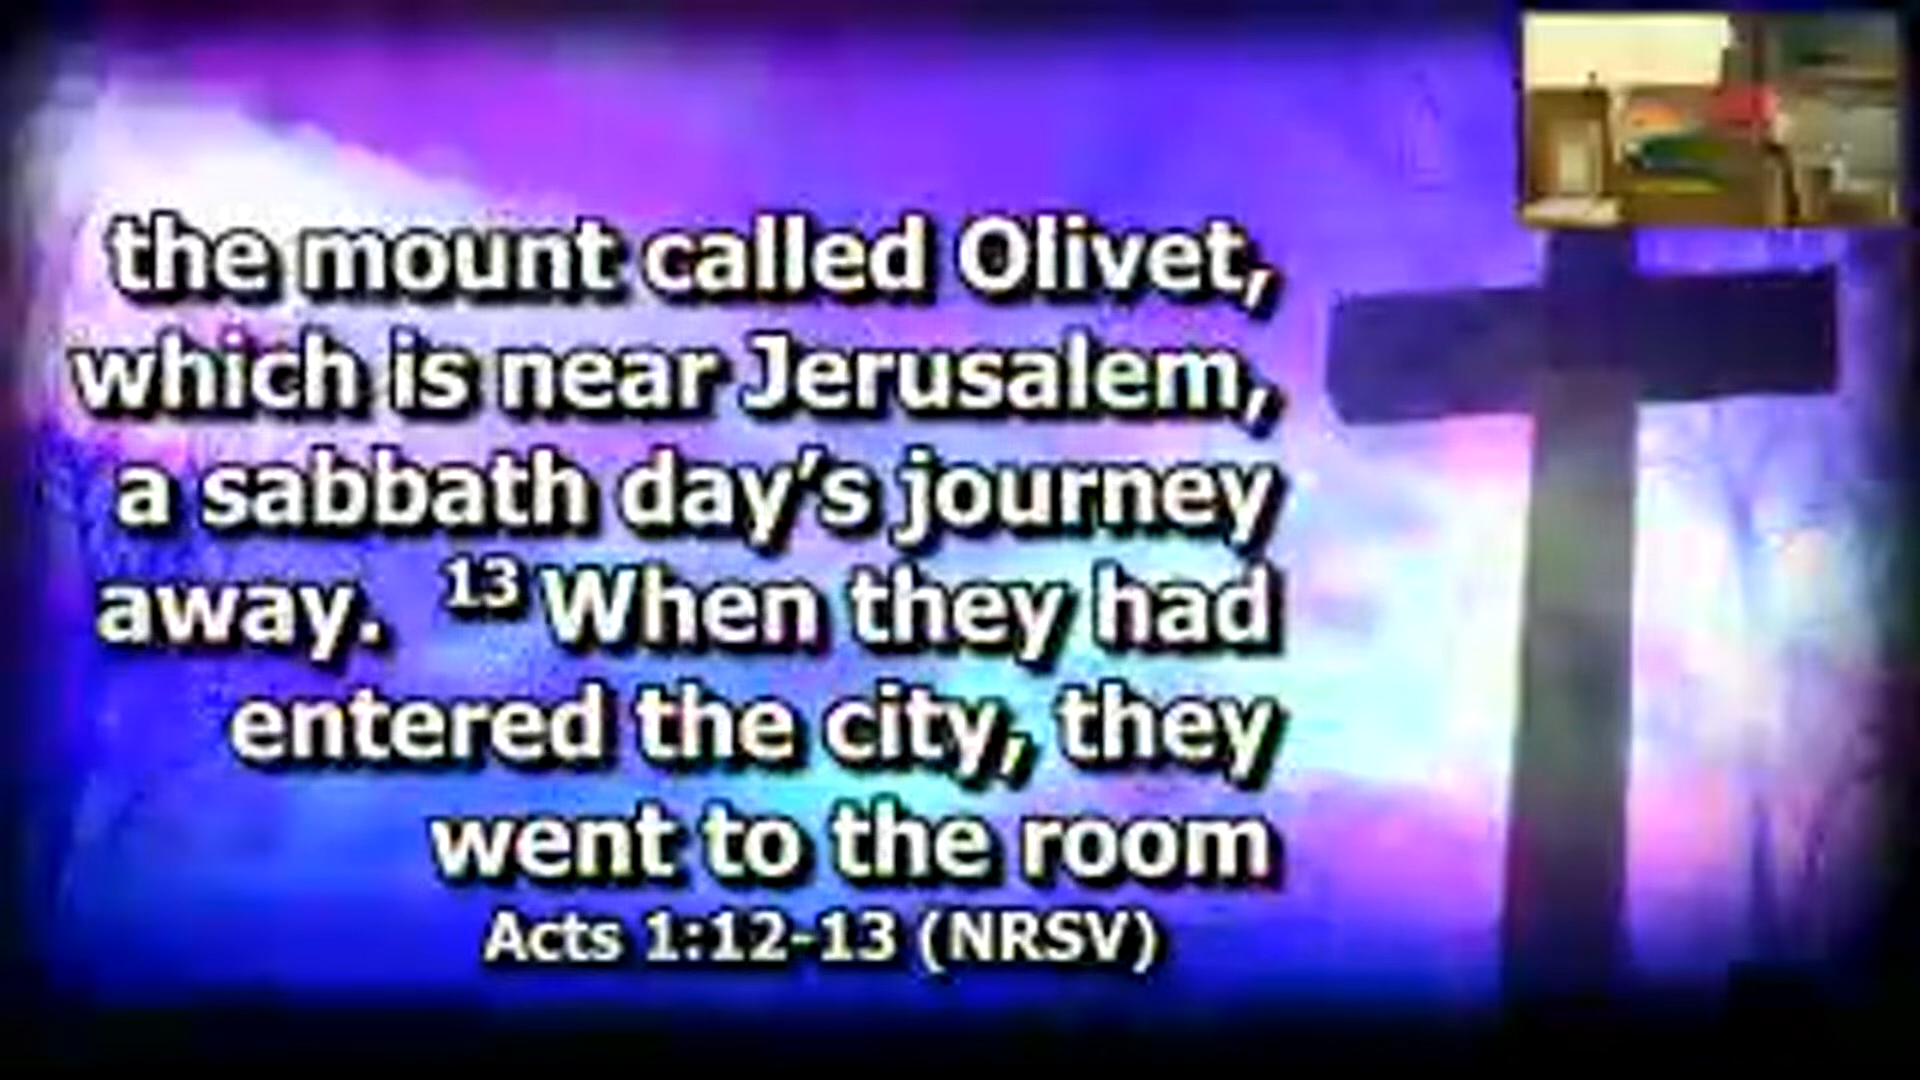 the mount called Olivet,
which is near Jerusalem,
a sabbath day’s journey
away. 13 When they had
entered the city, they
went to the room
Acts 1:12-13 (NRSV)